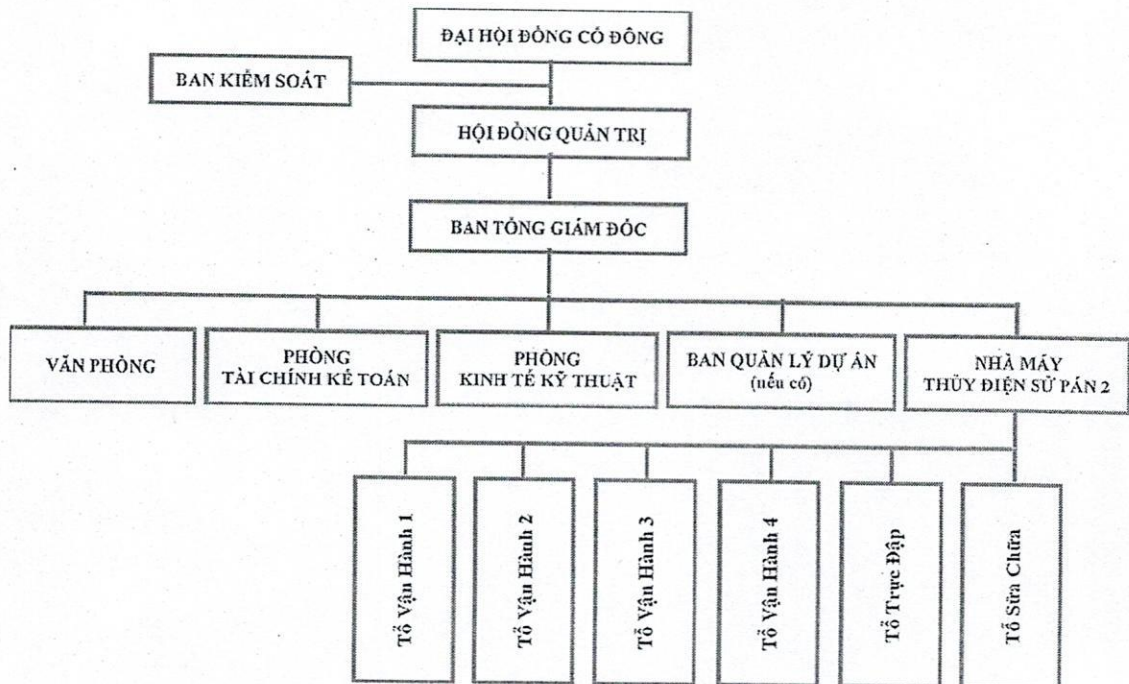 ĐẠI HỘI ĐỒNG CỔ ĐÔNG
BAN KIỂM SOÁT
HỘI ĐỒNG QUẢN TRỊ
BAN TỔNG GIÁM ĐỐC
VĂN PHÒNG
PHÒNG
TÀI CHÍNH KẾ TOÁN
PHÒNG
KINH TẾ KỸ THUẬT
BAN QUẢN LÝ DỰ ÁN
(nếu có)
NHÀ MÁY
THỦY ĐIỆN SỬ PÁN 2
Tổ Vận Hành 1
Tổ Vận Hành 2
Tổ Vận Hành 3
Tổ Vận Hành 4
Tổ Trực Đập
Tổ Sữa Chữa